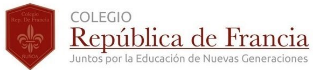 COLEGIO
República de Francia
Juntos por la Educación de Nuevas Generaciones